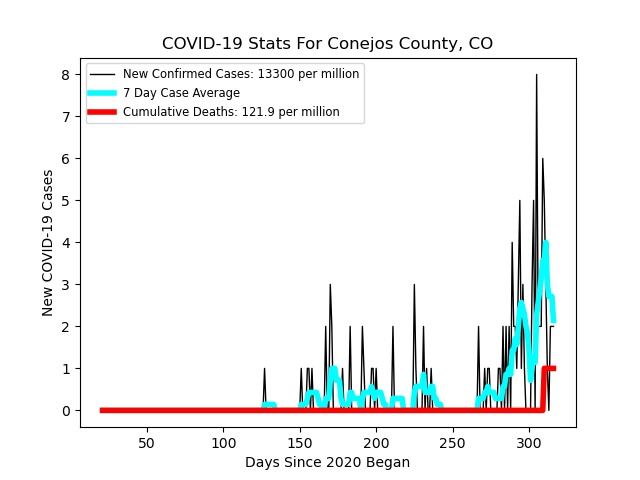 COVID-19 Stats For Conejos County, CO
New Confirmed Cases: 13300 per million
7 Day Case Average
Cumulative Deaths: 121.9 per million
8
7
6
5
4
3
2
1
0
New COVID-19 Cases
50 100 150 200 250 300
Days Since 2020 Began